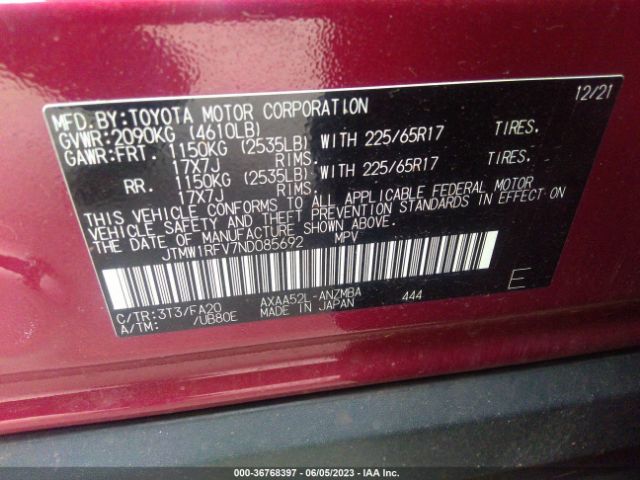 MFD.BY:TOYOTA MOTOR CORPORATION 12/21
GVWR:2090KG (4610LB)
GAWR:FRT. 1150KG (2535LB) WITH 225/65R17 TIRES.
17X7J RIMS.
RR. 1150KG (2535LB) WITH 225/65R17 TIRES.
17X7J RIMS.
THIS VEHICLE CONFORMS TO ALL APPLICABLE FEDERAL MOTOR
VEHICLE SAFETY AND THEFT PREVENTION STANDARDS IN EFFECT ON
THE DATE OF MANUFACTURE SHOWN ABOVE.
JTMW1RFV7ND085692 MPV
C/TR:3T3/FA20 AXAA52L-ANZMBA 444 E
A/TM: /UB80E MADE IN JAPAN
000-36768397 - 06/05/2023 - IAA Inc.